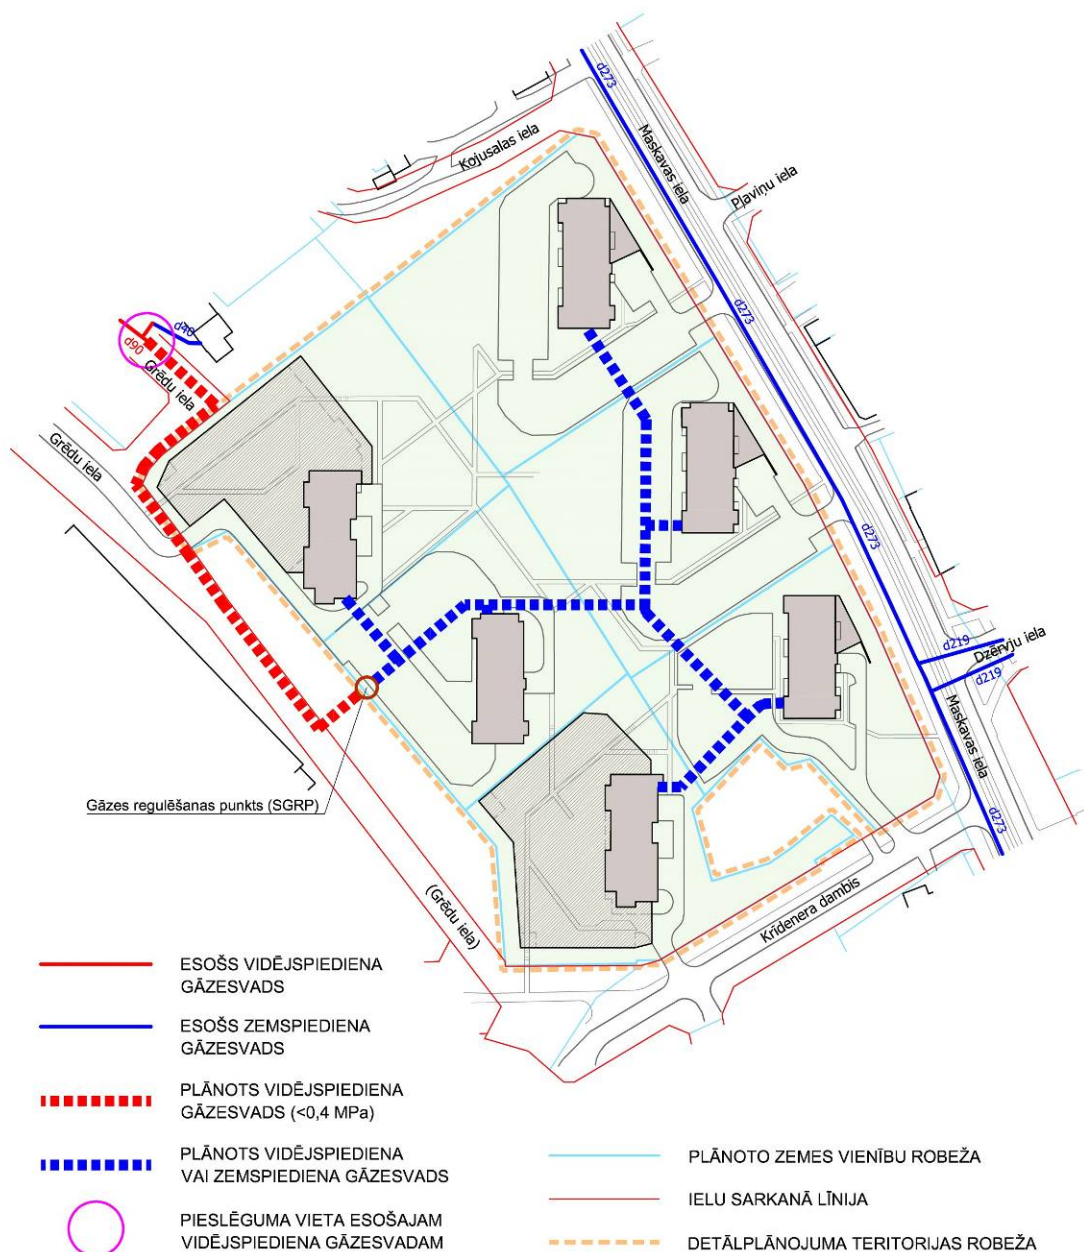 d273
Maskavas iela
Kojusalas iela
Pļaviņu iela
d273
d40
d90
Grēdu iela
Grēdu iela
d273
d219
Dzērvju iela
d219
Maskavas iela
d273
Gāzes regulēšanas punkts (SGRP)
(Grēdu iela)
Krīdenera dambis
ESOŠS VIDĒJSPIEDIENA
GĀZESVADS
ESOŠS ZEMSPIEDIENA
GĀZESVADS
PLĀNOTS VIDĒJSPIEDIENA
GĀZESVADS (<0,4 MPa)
PLĀNOTS VIDĒJSPIEDIENA
VAI ZEMSPIEDIENA GĀZESVADS
PIESLĒGUMA VIETA ESOŠAJAM
VIDĒJSPIEDIENA GĀZESVADAM
PLĀNOTO ZEMES VIENĪBU ROBEŽA
IELU SARKANĀ LĪNIJA
DETĀLPLĀNOJUMA TERITORIJAS ROBEŽA